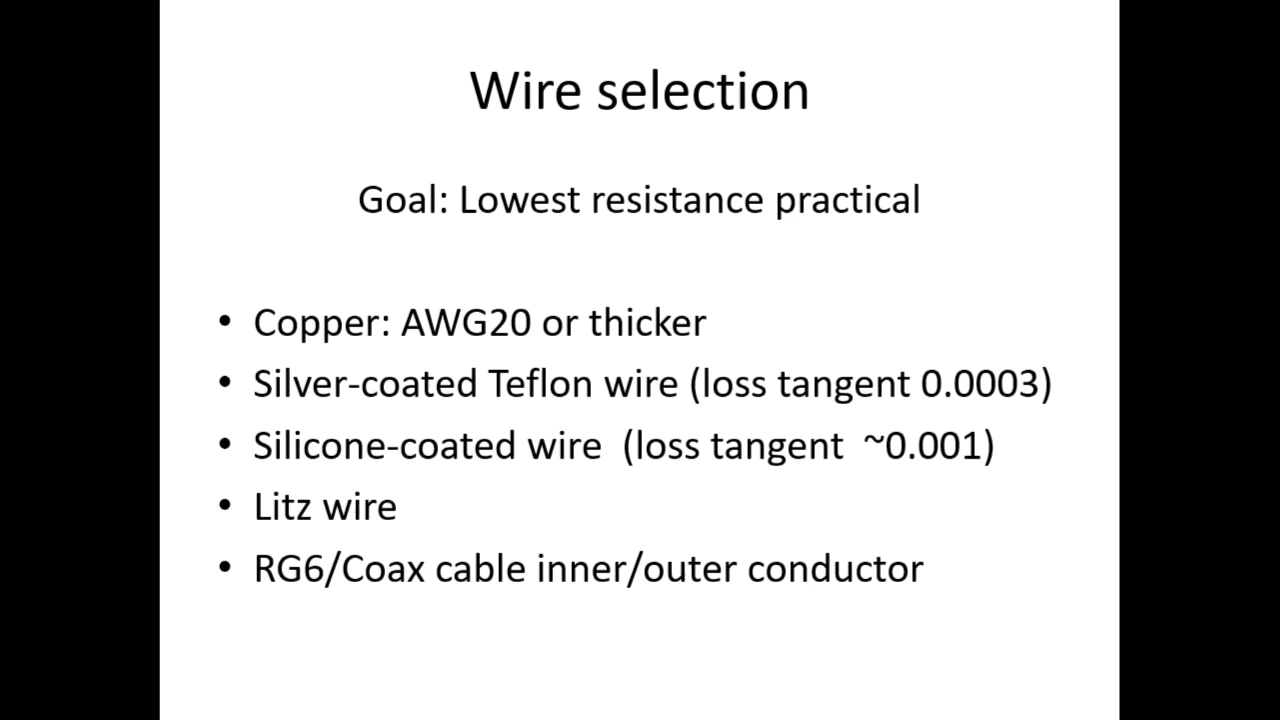 Wire selection
Goal: Lowest resistance practical
• Copper: AWG20 or thicker
• Silver-coated Teflon wire (loss tangent 0.0003)
• Silicone-coated wire  (loss tangent  ~0.001)
• Litz wire
• RG6/Coax cable inner/outer conductor